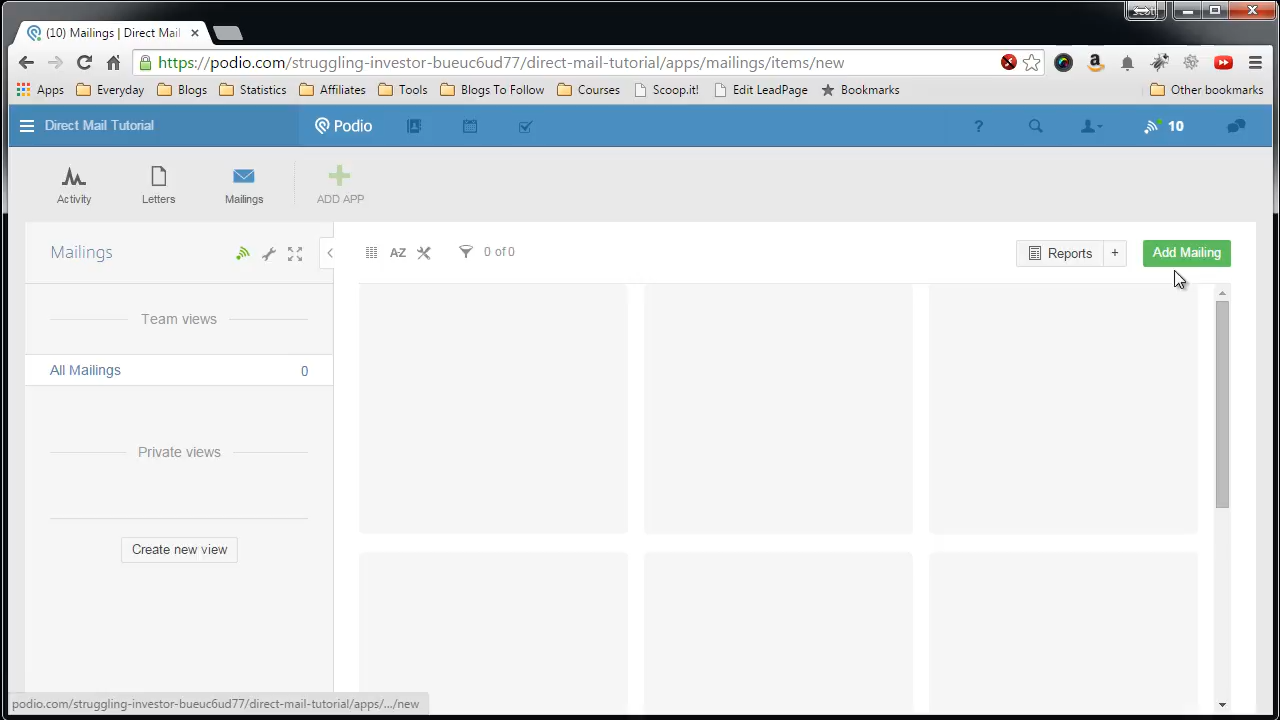 (10) Mailings | Direct Mail
https://podio.com/struggling-investor-bueuc6ud77/direct-mail-tutorial/apps/mailings/items/new
Apps Everyday Blogs Statistics Affiliates Tools Blogs To Follow Courses Scoop.it! Edit LeadPage Bookmarks Other bookmarks
Direct Mail Tutorial Podio ? 10
Activity Letters Mailings ADD APP
Mailings A-Z 0 of 0 Reports + Add Mailing
Team views
All Mailings 0
Private views
Create new view
podio.com/struggling-investor-bueuc6ud77/direct-mail-tutorial/apps/.../new